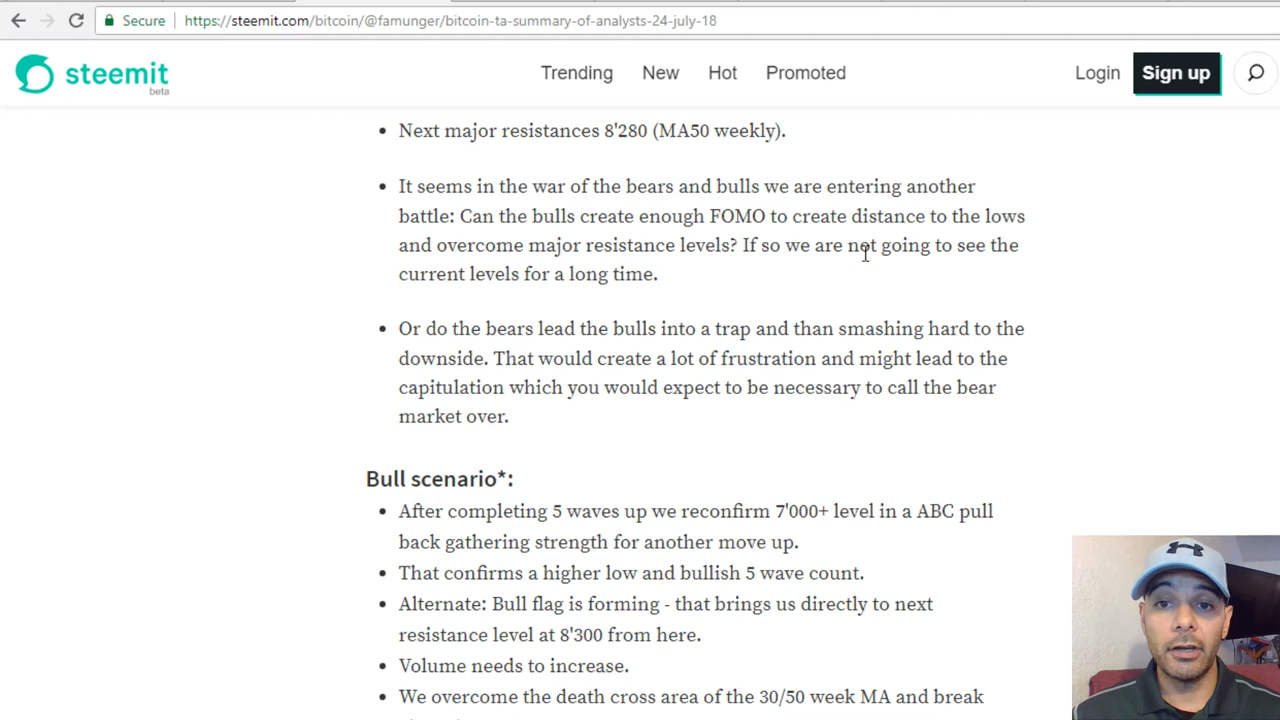 Secure https://steemit.com/bitcoin/@famunger/bitcoin-ta-summary-of-analysts-24-july-18
steemit
beta
Trending New Hot Promoted
Login Sign up
Next major resistances 8'280 (MA50 weekly).
It seems in the war of the bears and bulls we are entering another
battle: Can the bulls create enough FOMO to create distance to the lows
and overcome major resistance levels? If so we are not going to see the
current levels for a long time.
Or do the bears lead the bulls into a trap and than smashing hard to the
downside. That would create a lot of frustration and might lead to the
capitulation which you would expect to be necessary to call the bear
market over.
Bull scenario*:
After completing 5 waves up we reconfirm 7'000+ level in a ABC pull
back gathering strength for another move up.
That confirms a higher low and bullish 5 wave count.
Alternate: Bull flag is forming - that brings us directly to next
resistance level at 8'300 from here.
Volume needs to increase.
We overcome the death cross area of the 30/50 week MA and break